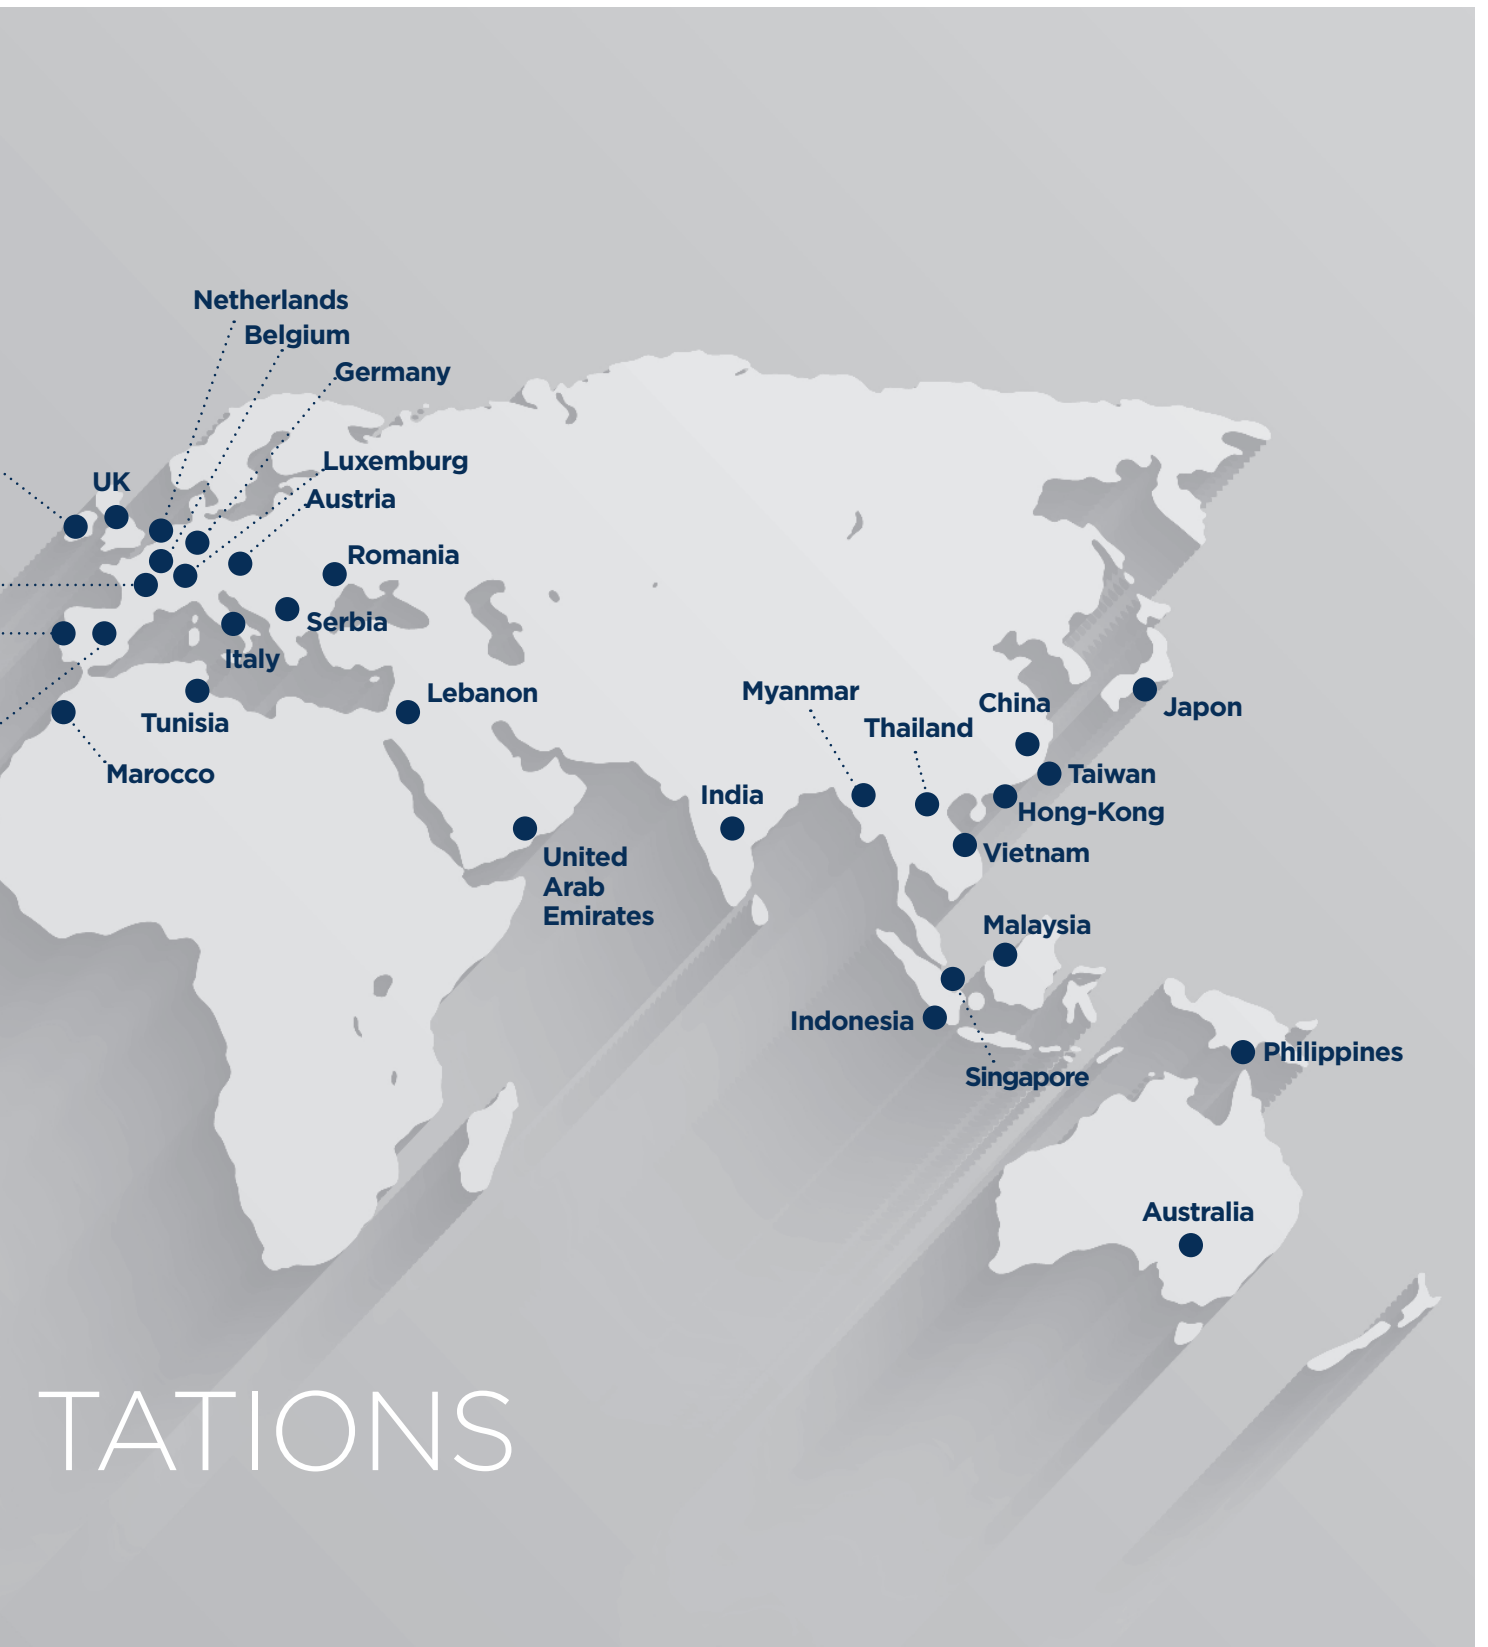 Netherlands
Belgium
Germany
Luxemburg
UK
Austria
Romania
Serbia
Italy
Lebanon
Tunisia
Marocco
Myanmar
China
Thailand
Japon
Taiwan
India
Hong-Kong
Vietnam
United
Arab
Emirates
Malaysia
Indonesia
Philippines
Singapore
Australia
TATIONS